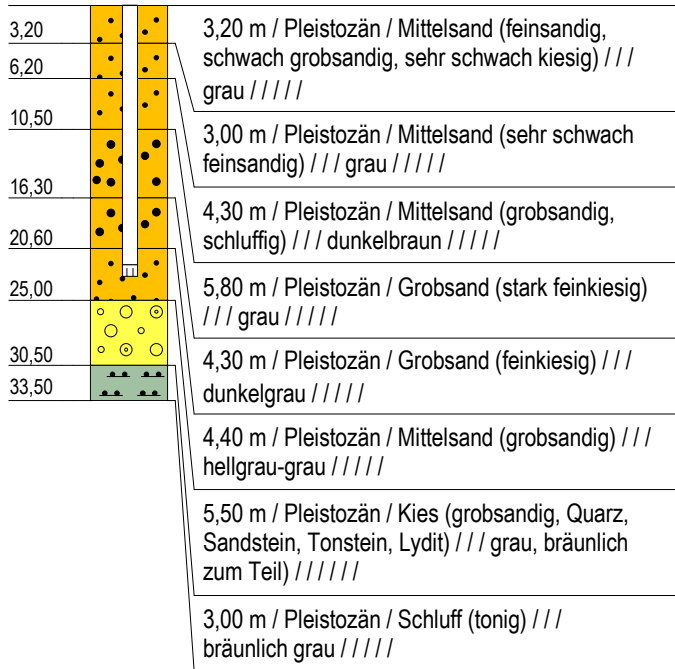 3,20
6,20
10,50
16,30
20,60
25,00
30,50
33,50
3,20 m / Pleistozän / Mittelsand (feinsandig,
schwach grobsandig, sehr schwach kiesig) / / /
grau / / / / /
3,00 m / Pleistozän / Mittelsand (sehr schwach
feinsandig) / / / grau / / / / /
4,30 m / Pleistozän / Mittelsand (grobsandig,
schluffig) / / / dunkelbraun / / / / /
5,80 m / Pleistozän / Grobsand (stark feinkiesig)
/ / / grau / / / / /
4,30 m / Pleistozän / Grobsand (feinkiesig) / / /
dunkelgrau / / / / /
4,40 m / Pleistozän / Mittelsand (grobsandig) / / /
hellgrau-grau / / / / /
5,50 m / Pleistozän / Kies (grobsandig, Quarz,
Sandstein, Tonstein, Lydit) / / / grau, bräunlich
zum Teil) / / / / / /
3,00 m / Pleistozän / Schluff (tonig) / / /
bräunlich grau / / / / /